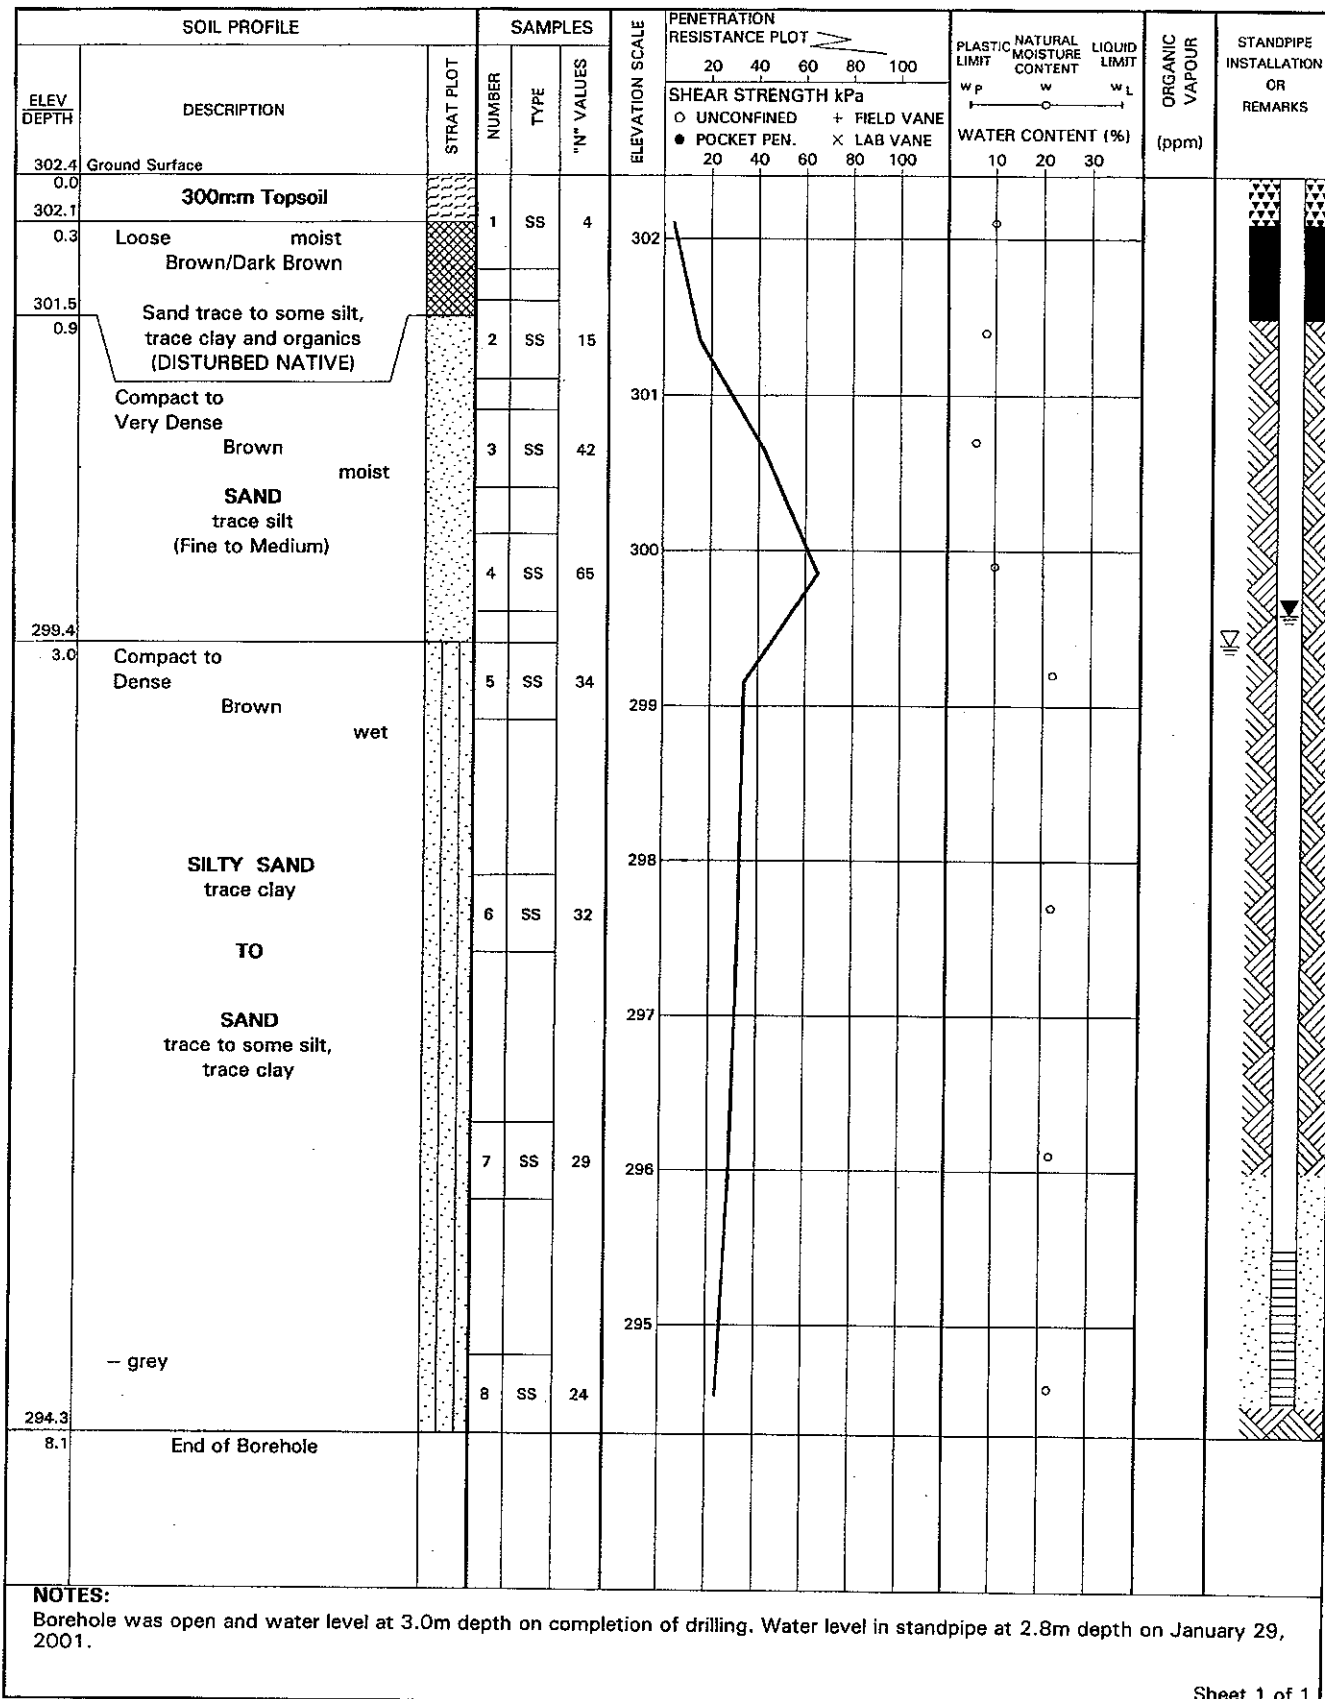 SOIL PROFILE
SAMPLES
ELEV
DEPTH
DESCRIPTION
STRAT PLOT
NUMBER
TYPE
"N" VALUES
ELEVATION SCALE
PENETRATION
RESISTANCE PLOT
20 40 60 80 100
SHEAR STRENGTH kPa
O UNCONFINED + FIELD VANE
● POCKET PEN. × LAB VANE
20 40 60 80 100
PLASTIC LIMIT
NATURAL MOISTURE CONTENT
LIQUID LIMIT
WP W WL
WATER CONTENT (%)
10 20 30
ORGANIC VAPOUR
(ppm)
STANDPIPE
INSTALLATION
OR
REMARKS
302.4 Ground Surface
0.0
300mm Topsoil
302.1
0.3
1 SS 4
Loose moist
Brown/Dark Brown
302
301.5
0.9
Sand trace to some silt,
trace clay and organics
(DISTURBED NATIVE)
2 SS 15
301
Compact to
Very Dense
Brown
moist
3 SS 42
SAND
trace silt
(Fine to Medium)
300
4 SS 65
299.4
3.0
Compact to
Dense
Brown
wet
5 SS 34
299
298
SILTY SAND
trace clay
6 SS 32
TO
297
SAND
trace to some silt,
trace clay
7 SS 29
296
295
– grey
8 SS 24
294.3
8.1
End of Borehole
NOTES:
Borehole was open and water level at 3.0m depth on completion of drilling. Water level in standpipe at 2.8m depth on January 29,
2001.
Sheet 1 of 1